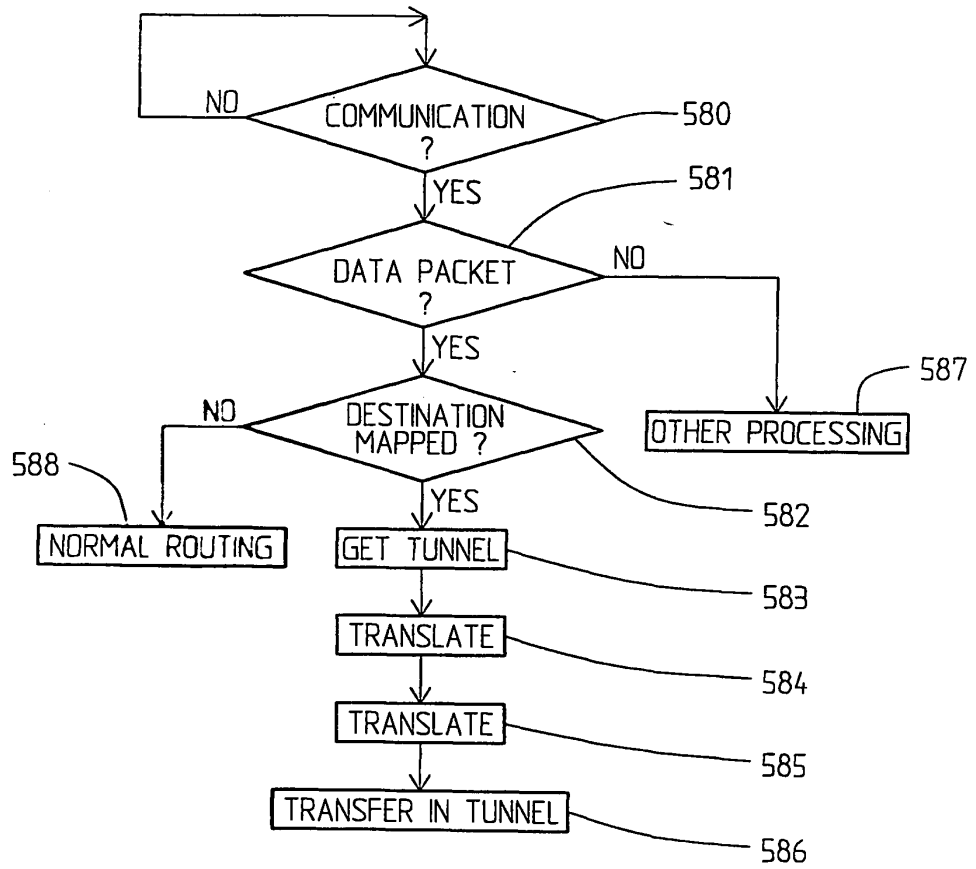 NO
COMMUNICATION
?
580
YES
581
DATA PACKET
?
NO
YES
587
NO
DESTINATION
MAPPED ?
OTHER PROCESSING
588
YES
582
NORMAL ROUTING
GET TUNNEL
583
TRANSLATE
584
TRANSLATE
585
TRANSFER IN TUNNEL
586